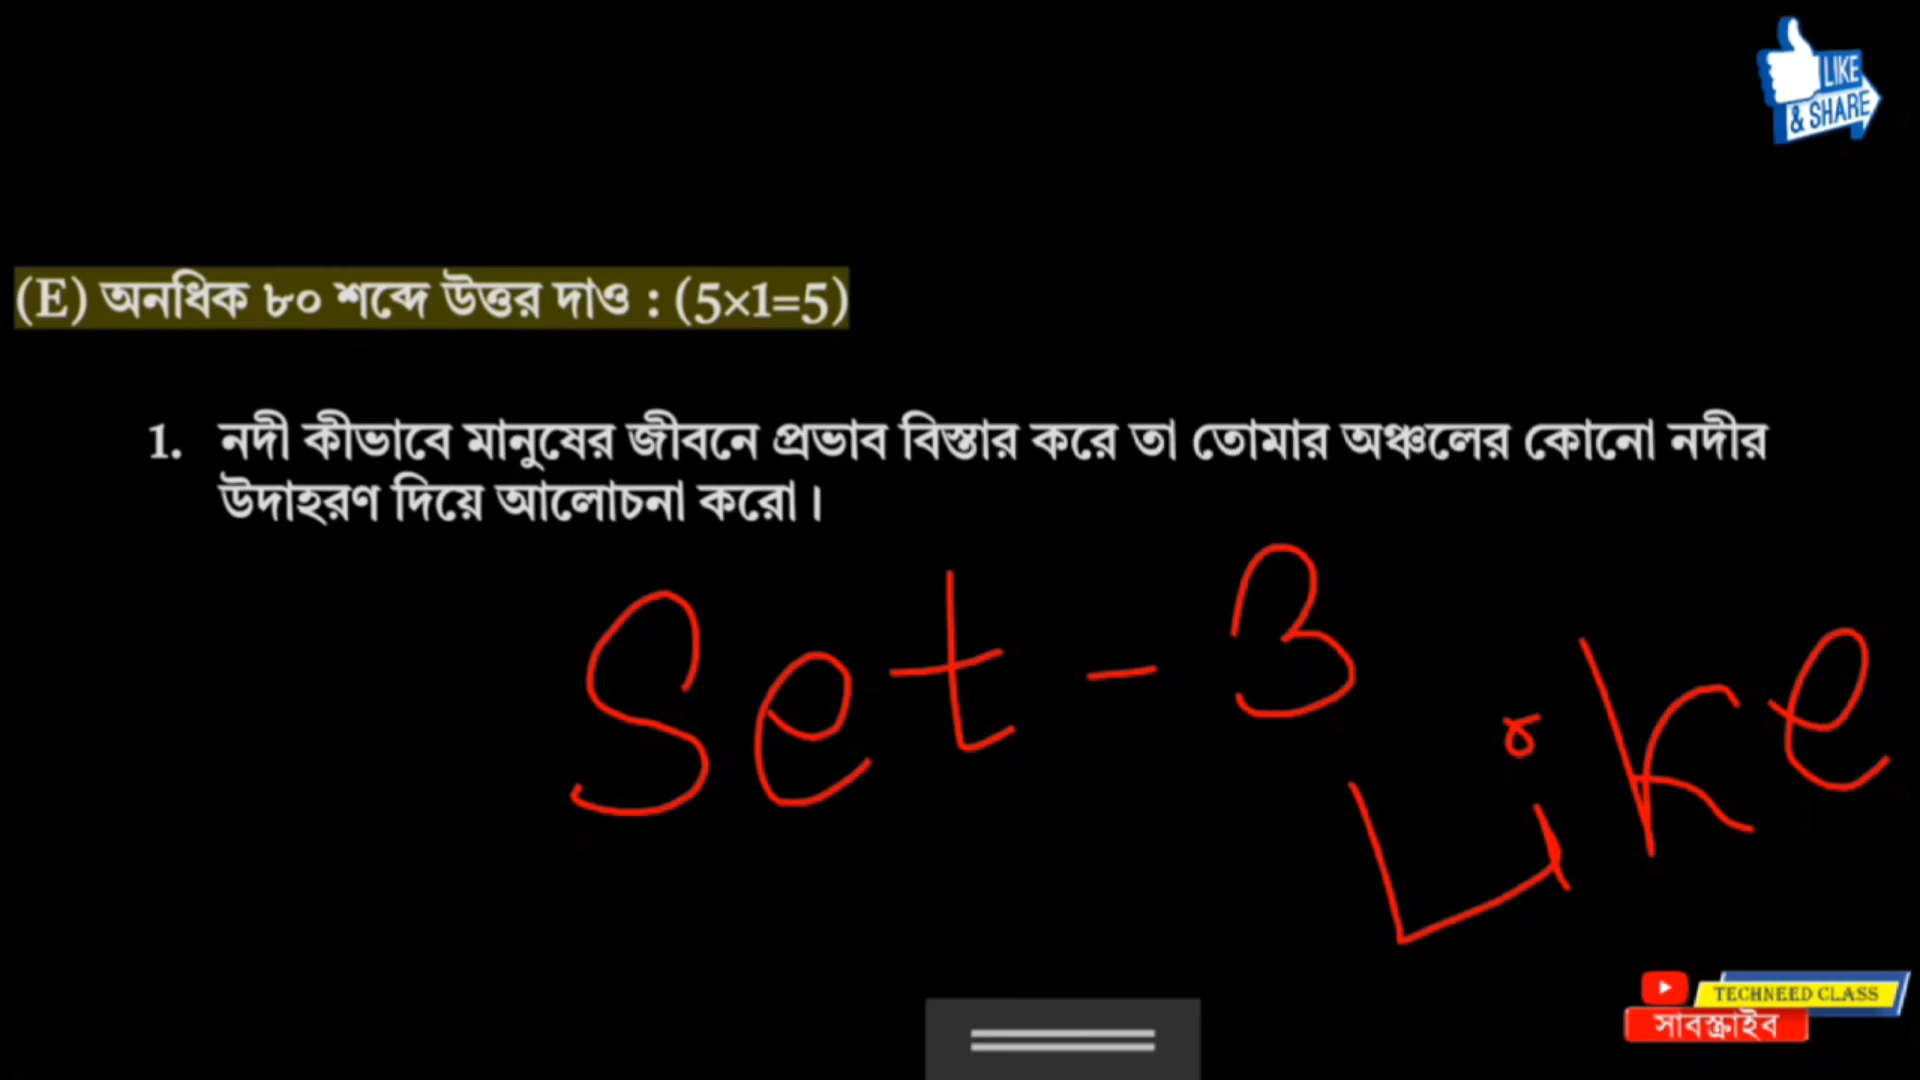 LIKE
& SHARE
(E) অনধিক ৮০ শব্দে উত্তর দাও : (5×1=5)
1. নদী কীভাবে মানুষের জীবনে প্রভাব বিস্তার করে তা তোমার অঞ্চলের কোনো নদীর
উদাহরণ দিয়ে আলোচনা করো।
Set - 3
Like
TECHNEED CLASS
সাবস্ক্রাইব